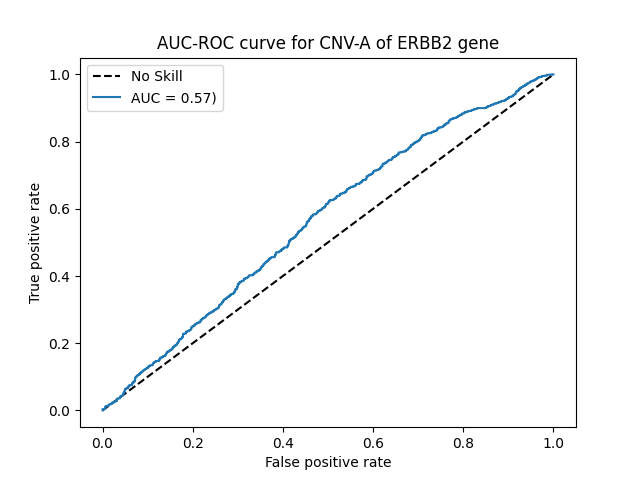 AUC-ROC curve for CNV-A of ERBB2 gene
No Skill
AUC = 0.57)
True positive rate
1.0
0.8
0.6
0.4
0.2
0.0
0.0 0.2 0.4 0.6 0.8 1.0
False positive rate